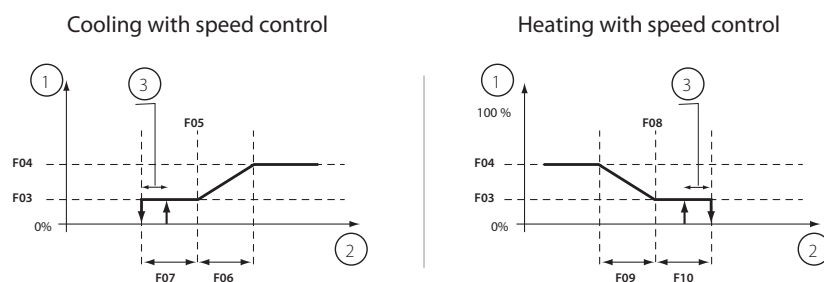 Cooling with speed control
1
3
F05
F04
F03
0%
2
F07
F06
Heating with speed control
1
3
100 %
F08
F04
F03
0%
2
F09
F10